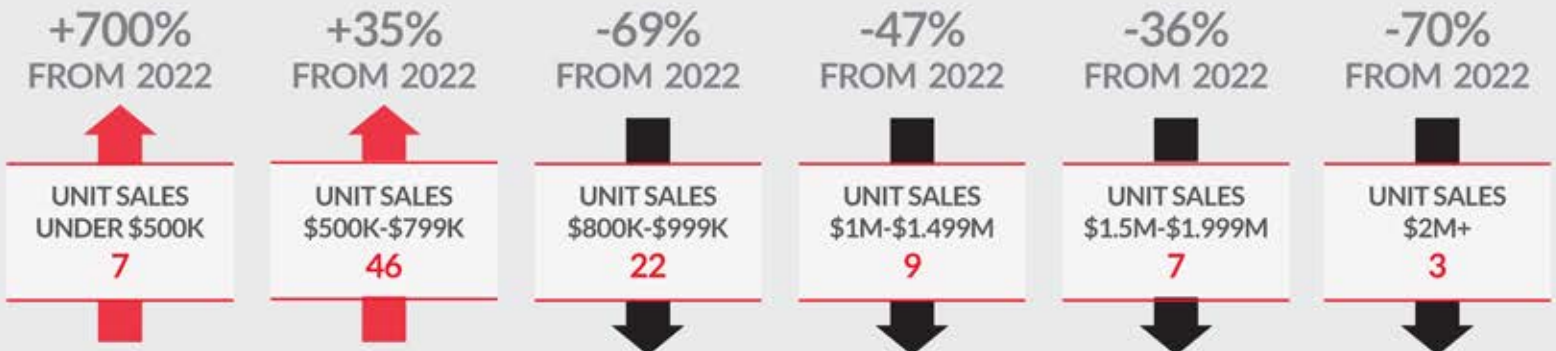 +700%
FROM 2022
UNIT SALES
UNDER $500K
7
+35%
FROM 2022
UNIT SALES
$500K-$799K
46
-69%
FROM 2022
UNIT SALES
$800K-$999K
22
-47%
FROM 2022
UNIT SALES
$1M-$1.499M
9
-36%
FROM 2022
UNIT SALES
$1.5M-$1.999M
7
-70%
FROM 2022
UNIT SALES
$2M+
3